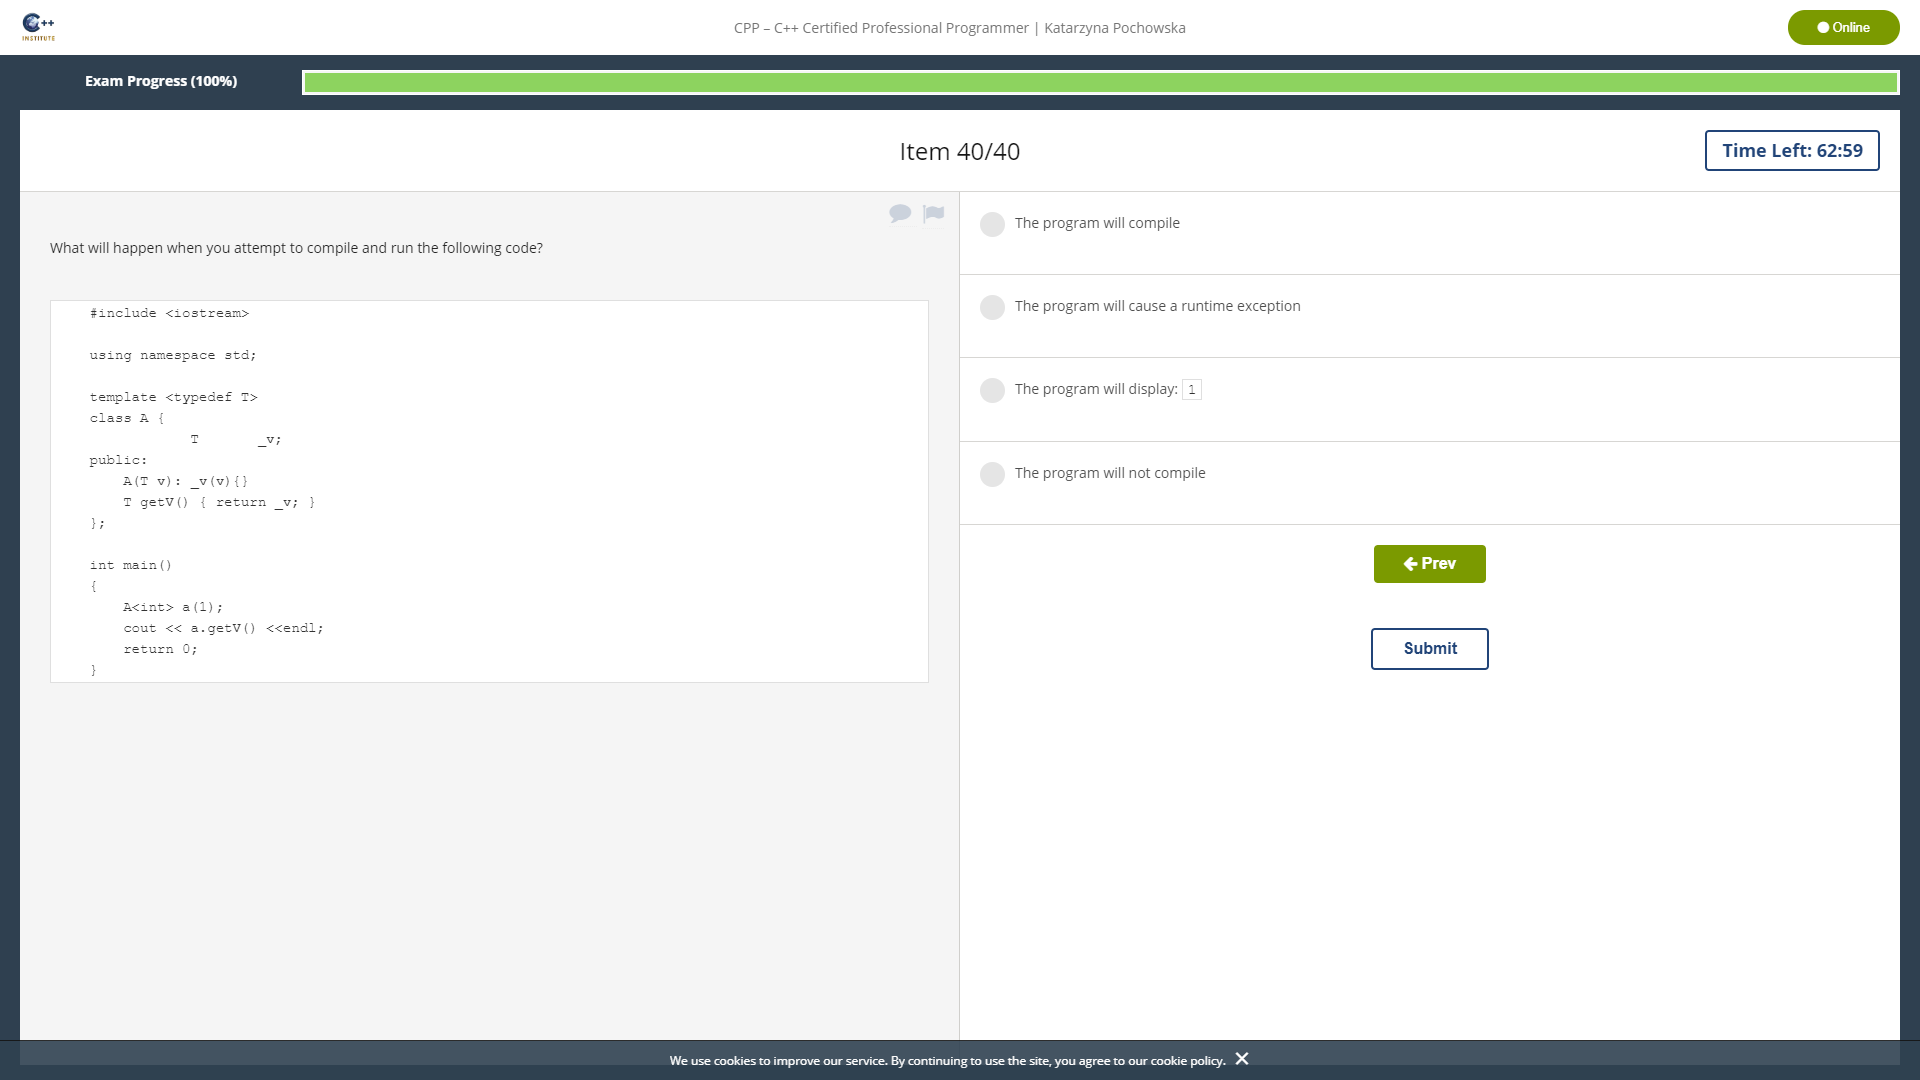 C++
INSTITUTE
CPP – C++ Certified Professional Programmer | Katarzyna Pochowska
Online
Exam Progress (100%)
Item 40/40
Time Left: 62:59
What will happen when you attempt to compile and run the following code?
#include <iostream>
using namespace std;
template <typedef T>
class A {
T _v;
public:
A(T v): _v(v){}
T getV() { return _v; }
};
int main()
{
A<int> a(1);
cout << a.getV() <<endl;
return 0;
}
The program will compile
The program will cause a runtime exception
The program will display: 1
The program will not compile
Prev
Submit
We use cookies to improve our service. By continuing to use the site, you agree to our cookie policy.